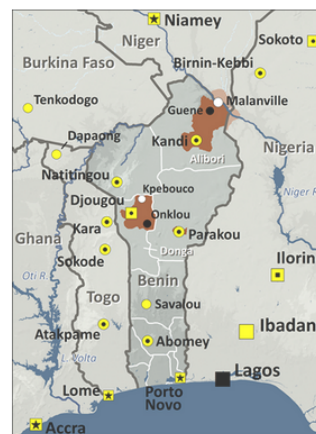 Niamey
Niger
Sokoto
Burkina Faso
Birnin-Kebbi
Tenkodogo
Malanville
Guene
Dapaong
Kandi
Nigeria
Alibori
Natitingou
Kpebouco
Niger R
Djougou
Onklou
Ghana
Kara
Parakou
Donga
Sokode
Oti R.
Ilorin
Benin
Togo
Savalou
Ibadan
Atakpame
Abomey
L. Volta
Lagos
Lome
Porto
Novo
Accra